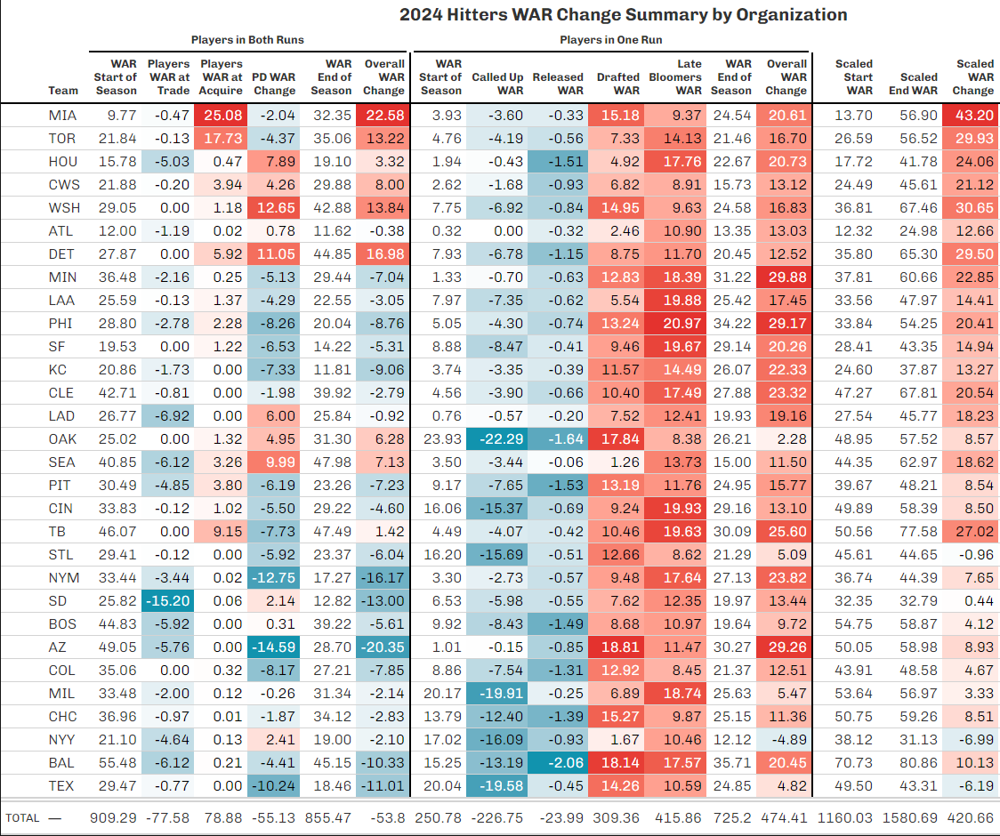 2024 Hitters WAR Change Summary by Organization
Players in Both Runs Players in One Run
WAR Players Players WAR Overall WAR Late WAR Overall Scaled Scaled
Start of WAR at WAR at PD WAR End of WAR Start of Called Up Released Drafted Bloomers End of WAR Start Scaled WAR
Team Season Trade Acquire Change Season Change Season WAR WAR WAR WAR Season Change WAR End WAR Change
MIA 9.77 -0.47 25.08 -2.04 32.35 22.58 3.93 -3.60 -0.33 15.18 9.37 24.54 20.61 13.70 56.90 43.20
TOR 21.84 -0.13 17.73 -4.37 35.06 13.22 4.76 -4.19 -0.56 7.33 14.13 21.46 16.70 26.59 56.52 29.93
HOU 15.78 -5.03 0.47 7.89 19.10 3.32 1.94 -0.43 -1.51 4.92 17.76 22.67 20.73 17.72 41.78 24.06
CWS 21.88 -0.20 3.94 4.26 29.88 8.00 2.62 -1.68 -0.93 6.82 8.91 15.73 13.12 24.49 45.61 21.12
WSH 29.05 0.00 1.18 12.65 42.88 13.84 7.75 -6.92 -0.84 14.95 9.63 24.58 16.83 36.81 67.46 30.65
ATL 12.00 -1.19 0.02 0.78 11.62 -0.38 0.32 0.00 -0.32 2.46 10.90 13.35 13.03 12.32 24.98 12.66
DET 27.87 0.00 5.92 11.05 44.85 16.98 7.93 -6.78 -1.15 8.75 11.70 20.45 12.52 35.80 65.30 29.50
MIN 36.48 -2.16 0.25 -5.13 29.44 -7.04 1.33 -0.70 -0.63 12.83 18.39 31.22 29.88 37.81 60.66 22.85
LAA 25.59 -0.13 1.37 -4.29 22.55 -3.05 7.97 -7.35 -0.62 5.54 19.88 25.42 17.45 33.56 47.97 14.41
PHI 28.80 -2.78 2.28 -8.26 20.04 -8.76 5.05 -4.30 -0.74 13.24 20.97 34.22 29.17 33.84 54.25 20.41
SF 19.53 0.00 1.22 -6.53 14.22 -5.31 8.88 -8.47 -0.41 9.46 19.67 29.14 20.26 28.41 43.35 14.94
KC 20.86 -1.73 0.00 -7.33 11.81 -9.06 3.74 -3.35 -0.39 11.57 14.49 26.07 22.33 24.60 37.87 13.27
CLE 42.71 -0.81 0.00 -1.98 39.92 -2.79 4.56 -3.90 -0.66 10.40 17.49 27.88 23.32 47.27 67.81 20.54
LAD 26.77 -6.92 0.00 6.00 25.84 -0.92 0.76 -0.57 -0.20 7.52 12.41 19.93 19.16 27.54 45.77 18.23
OAK 25.02 0.00 1.32 4.95 31.30 6.28 23.93 -22.29 -1.64 17.84 8.38 26.21 2.28 48.95 57.52 8.57
SEA 40.85 -6.12 3.26 9.99 47.98 7.13 3.50 -3.44 -0.06 1.26 13.73 15.00 11.50 44.35 62.97 18.62
PIT 30.49 -4.85 3.80 -6.19 23.26 -7.23 9.17 -7.65 -1.53 13.19 11.76 24.95 15.77 39.67 48.21 8.54
CIN 33.83 -0.12 1.02 -5.50 29.22 -4.60 16.06 -15.37 -0.69 9.24 19.93 29.16 13.10 49.89 58.39 8.50
TB 46.07 0.00 9.15 -7.73 47.49 1.42 4.49 -4.07 -0.42 10.46 19.63 30.09 25.60 50.56 77.58 27.02
STL 29.41 -0.12 0.00 -5.92 23.37 -6.04 16.20 -15.69 -0.51 12.66 8.62 21.29 5.09 45.61 44.65 -0.96
NYM 33.44 -3.44 0.02 -12.75 17.27 -16.17 3.30 -2.73 -0.57 9.48 17.64 27.13 23.82 36.74 44.39 7.65
SD 25.82 -15.20 0.06 2.14 12.82 -13.00 6.53 -5.98 -0.55 7.62 12.35 19.97 13.44 32.35 32.79 0.44
BOS 44.83 -5.92 0.00 0.31 39.22 -5.61 9.92 -8.43 -1.49 8.68 10.97 19.64 9.72 54.75 58.87 4.12
AZ 49.05 -5.76 0.00 -14.59 28.70 -20.35 1.01 -0.15 -0.85 18.81 11.47 30.27 29.26 50.05 58.98 8.93
COL 35.06 0.00 0.32 -8.17 27.21 -7.85 8.86 -7.54 -1.31 12.92 8.45 21.37 12.51 43.91 48.58 4.67
MIL 33.48 -2.00 0.12 -0.26 31.34 -2.14 20.17 -19.91 -0.25 6.89 18.74 25.63 5.47 53.64 56.97 3.33
CHC 36.96 -0.97 0.01 -1.87 34.12 -2.83 13.79 -12.40 -1.39 15.27 9.87 25.15 11.36 50.75 59.26 8.51
NYY 21.10 -4.64 0.13 2.41 19.00 -2.10 17.02 -16.09 -0.93 1.67 10.46 12.12 -4.89 38.12 31.13 -6.99
BAL 55.48 -6.12 0.21 -4.41 45.15 -10.33 15.25 -13.19 -2.06 18.14 17.57 35.71 20.45 70.73 80.86 10.13
TEX 29.47 -0.77 0.00 -10.24 18.46 -11.01 20.04 -19.58 -0.45 14.26 10.59 24.85 4.82 49.50 43.31 -6.19
TOTAL — 909.29 -77.58 78.88 -55.13 855.47 -53.8 250.78 -226.75 -23.99 309.36 415.86 725.2 474.41 1160.03 1580.69 420.66